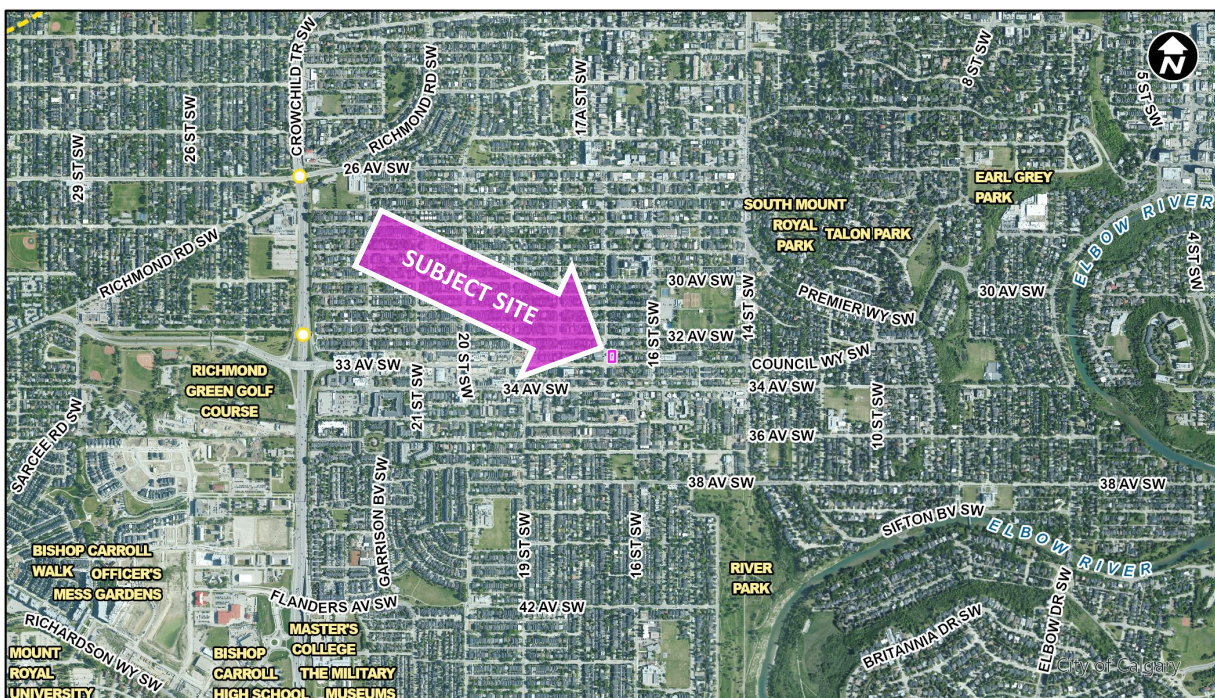 CROWCHILD TR SW
RICHMOND RD SW
17A ST SW
8 ST SW
N
5 ST SW
26 ST SW
29 ST SW
26 AV SW
EARL GREY
PARK
SOUTH MOUNT
ROYAL
PARK
TALON PARK
ELBOW RIVER
4 ST SW
RICHMOND RD SW
SUBJECT SITE
30 AV SW
30 AV SW
PREMIER WY SW
14 ST SW
16 ST SW
32 AV SW
20 ST SW
33 AV SW
COUNCIL WY SW
RICHMOND
GREEN GOLF
COURSE
21 ST SW
34 AV SW
34 AV SW
10 ST SW
SARCEE RD SW
36 AV SW
GARRISON BV SW
38 AV SW
38 AV SW
SIFTON BV SW
ELBOW RIVER
19 ST SW
16 ST SW
BISHOP CARROLL
WALK
OFFICER'S
MESS GARDENS
RIVER
PARK
FLANDERS AV SW
42 AV SW
ELBOW DR SW
BRITANNIA DR SW
RICHARDSON WY SW
MASTER'S
COLLEGE
MOUNT
ROYAL
UNIVERSITY
BISHOP
CARROLL
HIGH SCHOOL
THE MILITARY
MUSEUMS
City of Calgary